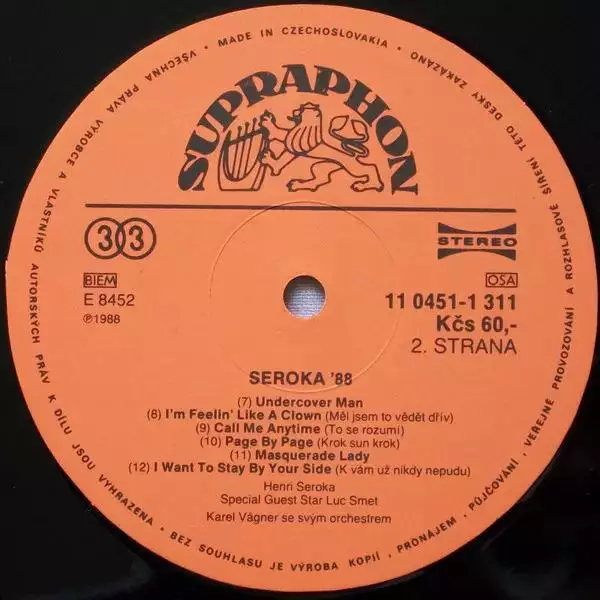 VŠECHNA PRÁVA VÝROBCE A VLASTNÍKŮ AUTORSKÝCH PRÁV K DÍLU JSOU VYHRAZENA • BEZ SOUHLASU JE VÝROBA KOPIÍ, PRONÁJEM, PŮJČOVÁNÍ, VEŘEJNÉ PROVOZOVÁNÍ A ROZHLASOVÉ ŠÍŘENÍ TÉTO DESKY ZAKÁZÁNO • MADE IN CZECHOSLOVAKIA •
SUPRAPHON
33
STEREO
BIEM
OSA
E 8452
11 0451-1 311
℗1988
Kčs 60,-
2. STRANA
SEROKA '88
(7) Undercover Man
(8) I'm Feelin' Like A Clown (Měl jsem to vědět dřív)
(9) Call Me Anytime (To se rozumí)
(10) Page By Page (Krok sun krok)
(11) Masquerade Lady
(12) I Want To Stay By Your Side (K vám už nikdy nepudu)
Henri Seroka
Special Guest Star Luc Smet
Karel Vágner se svým orchestrem